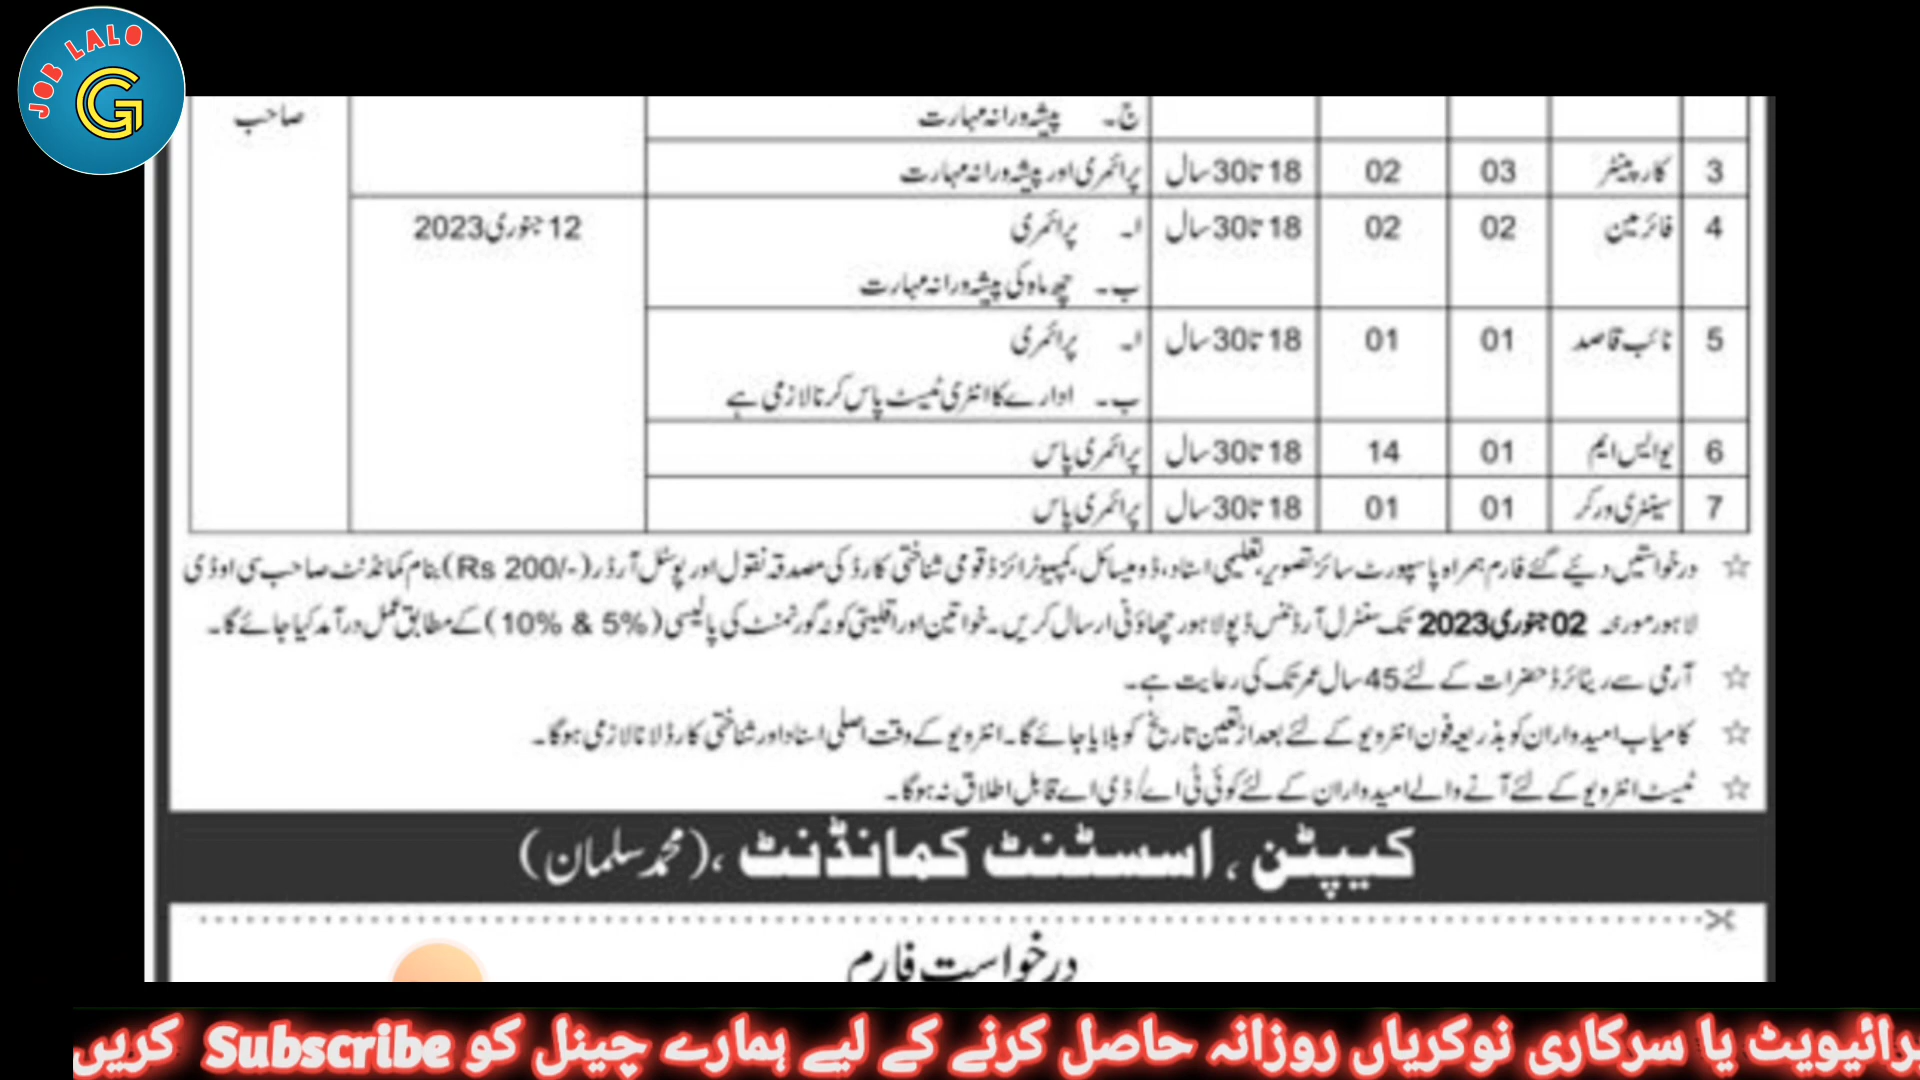 JOB LALO
G
ج۔ پیشہ ورانہ مہارت صاحب
3 کارپینٹر 03 02 18 تا 30 سال پرائمری اور پیشہ ورانہ مہارت
4 فائرمین 02 02 18 تا 30 سال ا۔ پرائمری 12 جنوری 2023
ب۔ چھ ماہ کی پیشہ ورانہ مہارت
5 نائب قاصد 01 01 18 تا 30 سال ا۔ پرائمری
ب۔ ادارے کا انٹری ٹیسٹ پاس کرنا لازمی ہے
6 یو ایس ایم 01 14 18 تا 30 سال پرائمری پاس
7 سینٹری ورکر 01 01 18 تا 30 سال پرائمری پاس
☆ درخواستیں دیئے گئے فارم ہمراہ پاسپورٹ سائز تصویر، تعلیمی اسناد، ڈومیسائل، کمپیوٹرائزڈ قومی شناختی کارڈ کی مصدقہ نقول اور پوسٹل آرڈر (-/Rs 200) بنام کمانڈنٹ صاحب سی او ڈی
لاہور مورخہ 02 جنوری 2023 تک سنٹرل آرڈننس ڈپو لاہور چھاؤنی ارسال کریں۔ خواتین اور اقلیتی کوٹہ گورنمنٹ کی پالیسی (10% & 5%) کے مطابق عمل درآمد کیا جائے گا۔
☆ آرمی سے ریٹائرڈ حضرات کے لئے 45 سال عمر تک کی رعایت ہے۔
☆ کامیاب امیدواران کو بذریعہ فون انٹرویو کے لئے بعد از تعین تاریخ کو بلایا جائے گا۔ انٹرویو کے وقت اصلی اسناد اور شناختی کارڈ لانا لازمی ہوگا۔
☆ ٹیسٹ انٹرویو کے لئے آنے والے امیدواران کے لئے کوئی ٹی اے/ ڈی اے قابل اطلاق نہ ہوگا۔
کیپٹن، اسسٹنٹ کمانڈنٹ، (محمد سلمان)
درخواست فارم
پرائیویٹ یا سرکاری نوکریاں روزانہ حاصل کرنے کے لیے ہمارے چینل کو Subscribe کریں